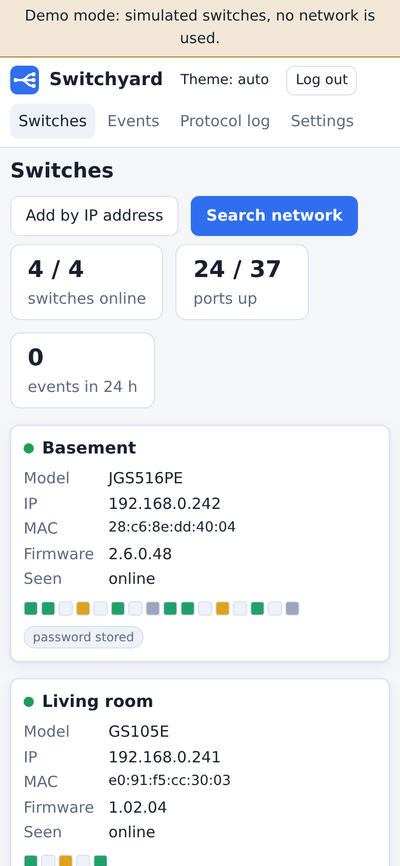 Demo mode: simulated switches, no network is
used.
Switchyard Theme: auto Log out
Switches Events Protocol log Settings
Switches
Add by IP address Search network
4 / 4 24 / 37
switches online ports up
0
events in 24 h
Basement
Model JGS516PE
IP 192.168.0.242
MAC 28:c6:8e:dd:40:04
Firmware 2.6.0.48
Seen online
password stored
Living room
Model GS105E
IP 192.168.0.241
MAC e0:91:f5:cc:30:03
Firmware 1.02.04
Seen online